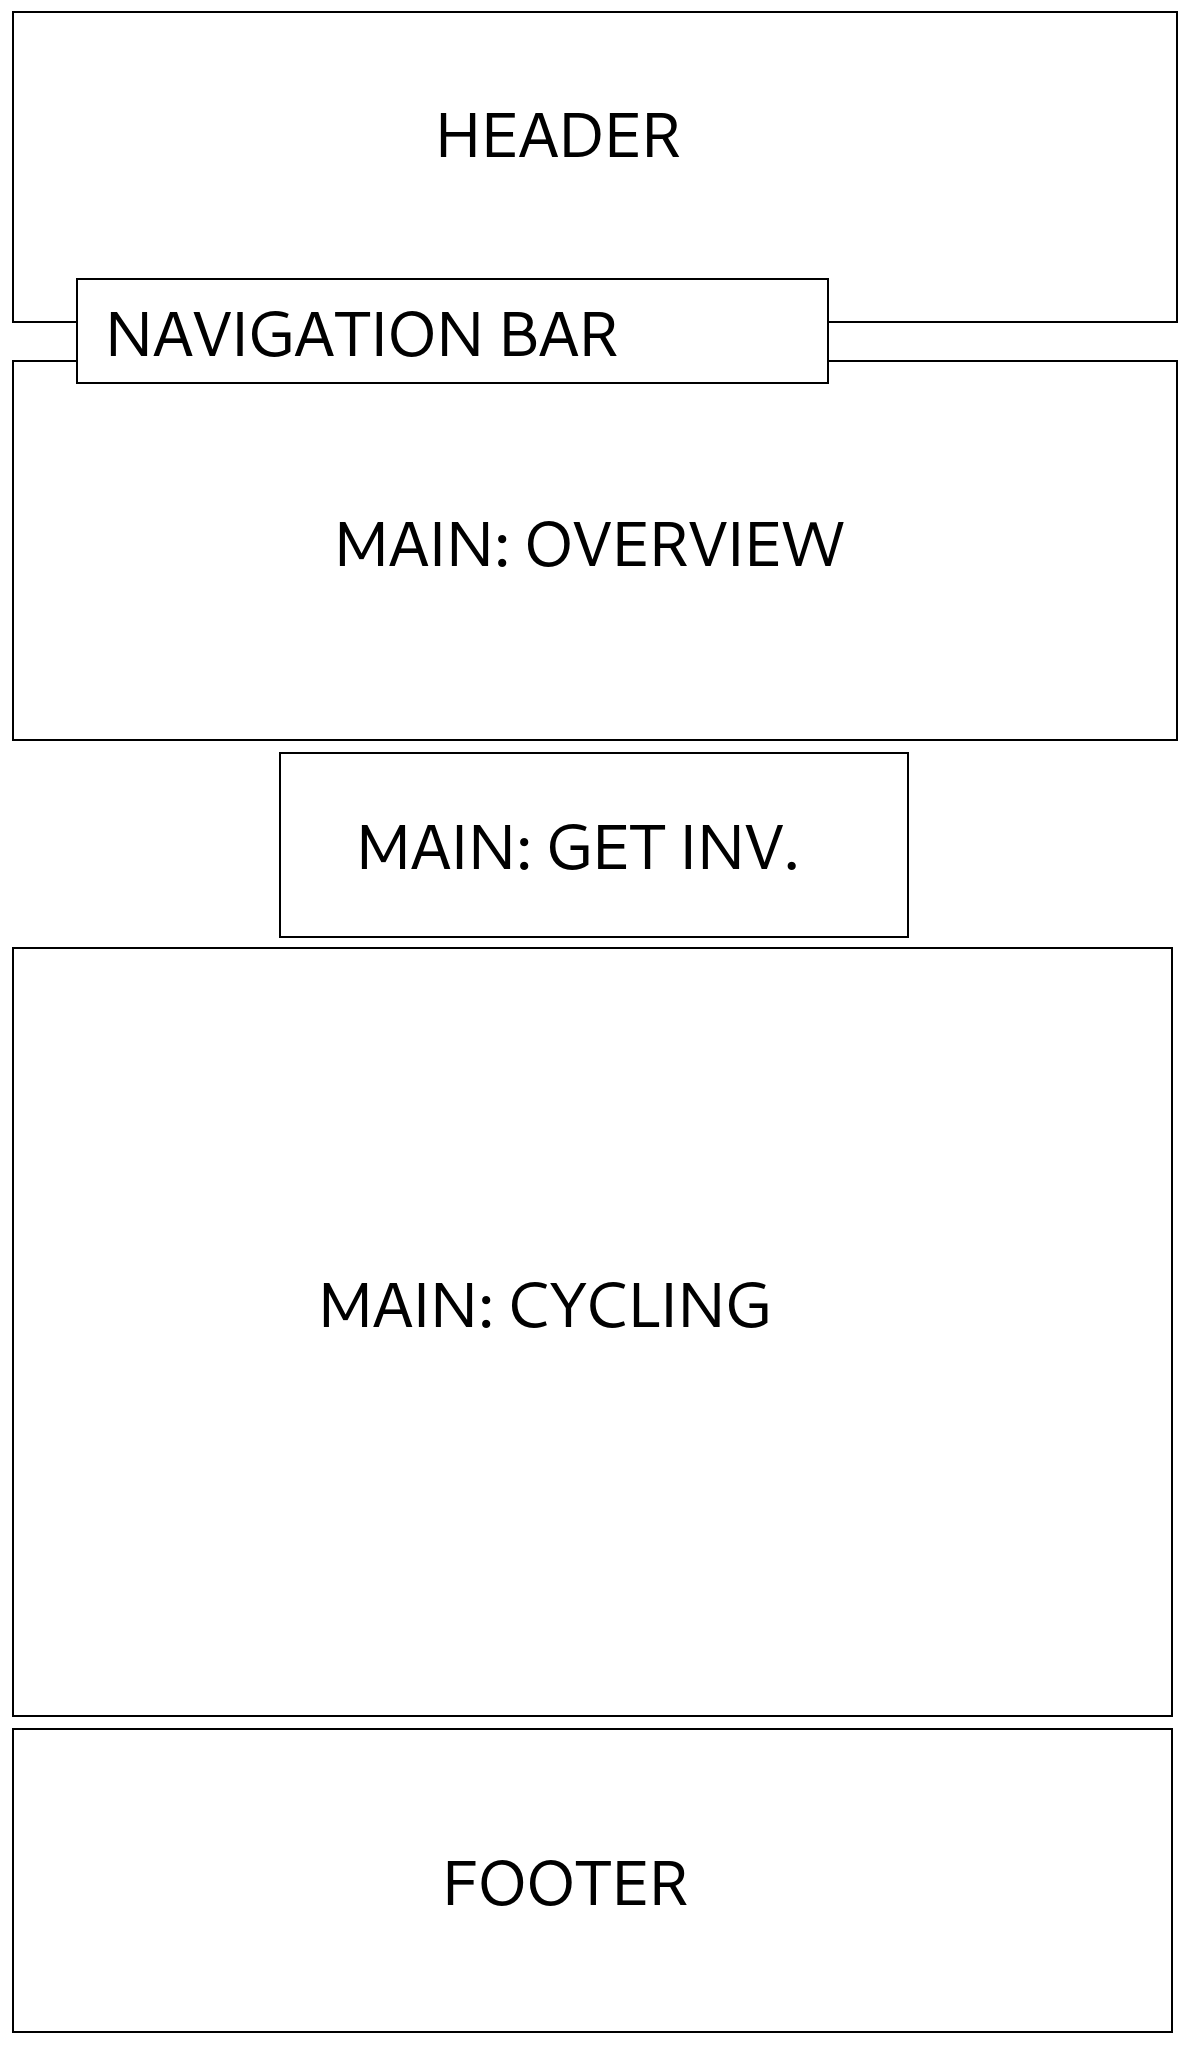 HEADER
NAVIGATION BAR
MAIN: OVERVIEW
MAIN: GET INV.
MAIN: CYCLING
FOOTER